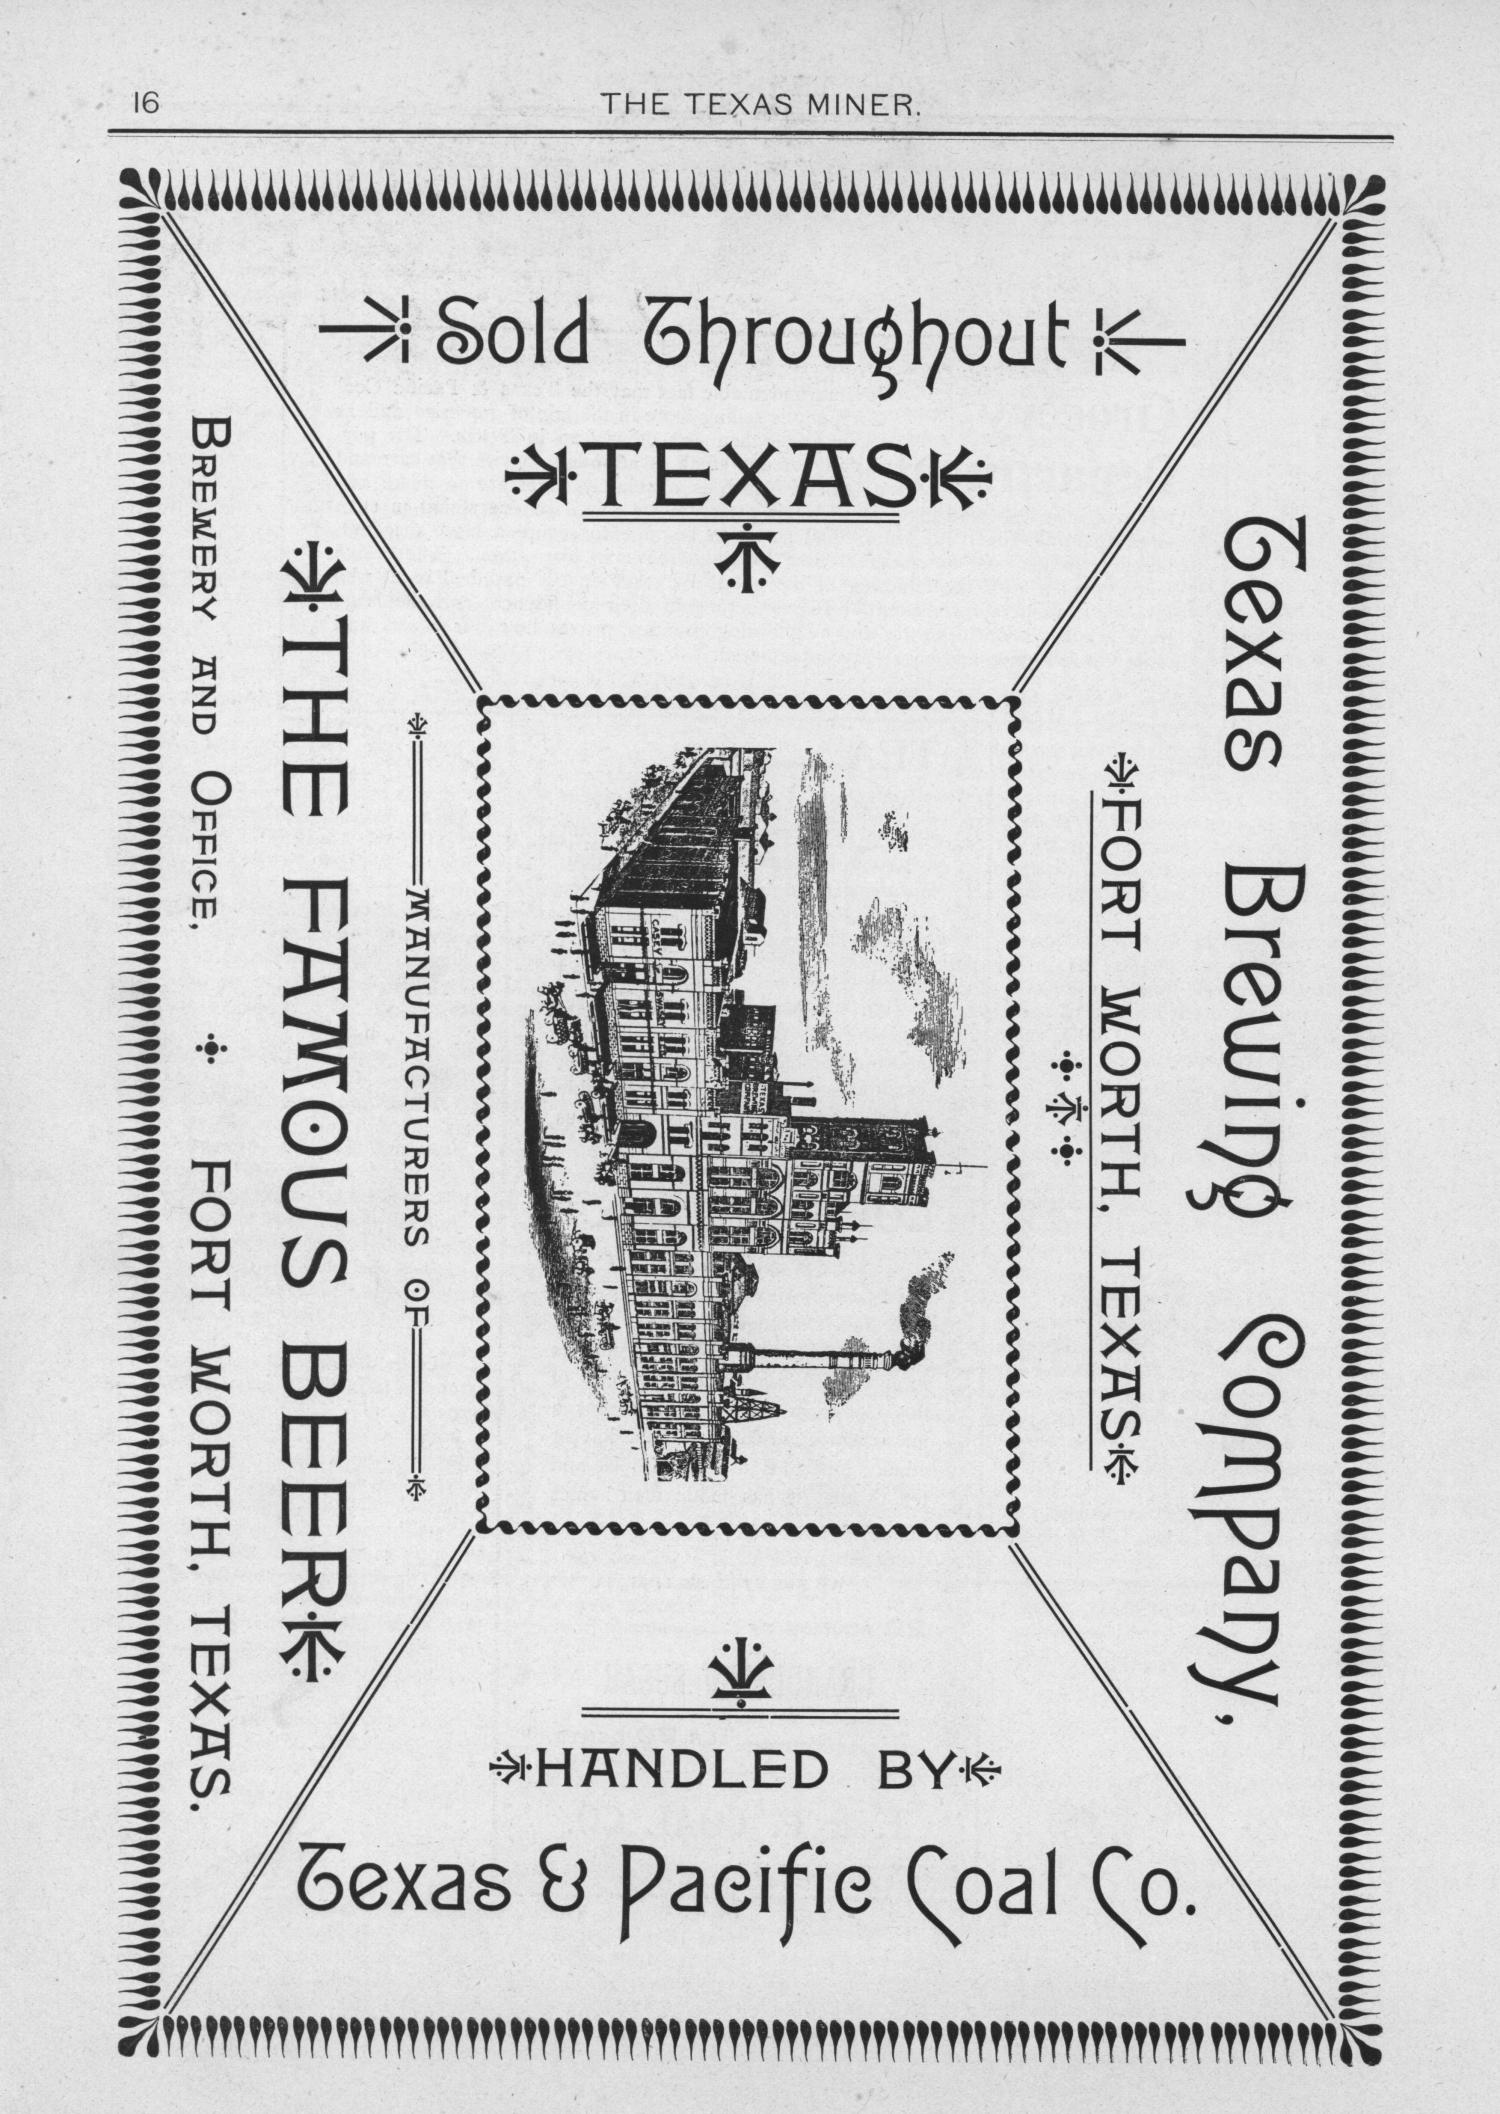 16
THE TEXAS MINER.
Sold Throughout
TEXAS
Texas Brewing Company,
FORT WORTH, TEXAS
MANUFACTURERS OF
THE FAMOUS BEER
BREWERY AND OFFICE, FORT WORTH, TEXAS.
HANDLED BY
Texas & Pacific Coal Co.